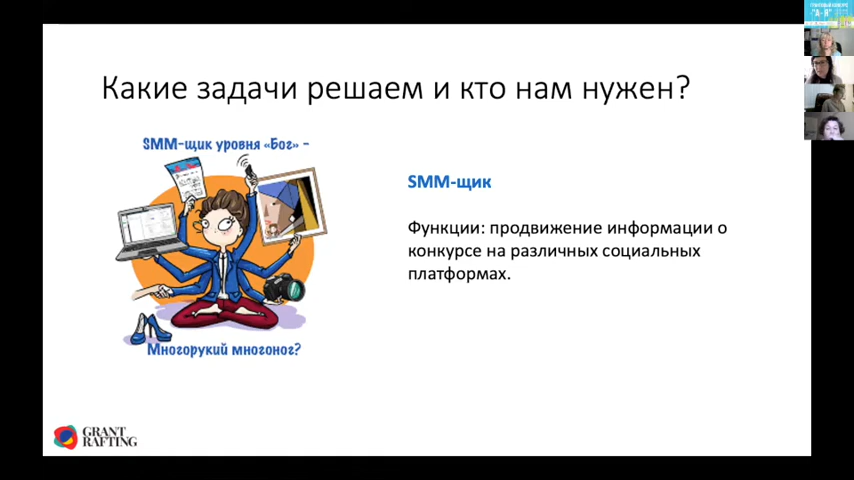 Какие задачи решаем и кто нам нужен?
SMM-щик уровня «Бог» -
Многорукий многоног?
SMM-щик
Функции: продвижение информации о
конкурсе на различных социальных
платформах.
GRANT
RAFTING
"А-Я"